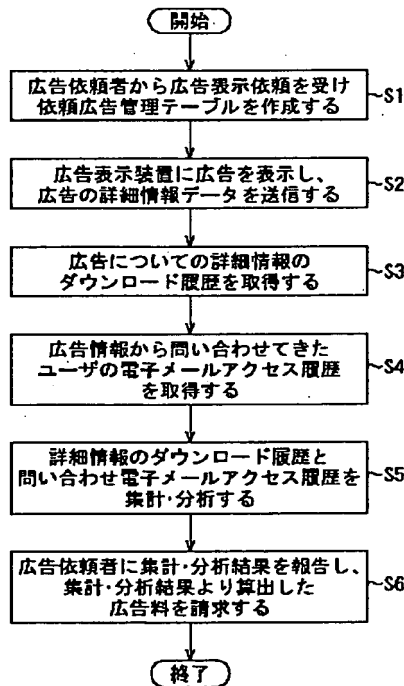 開始
広告依頼者から広告表示依頼を受け
依頼広告管理テーブルを作成する
~S1
広告表示装置に広告を表示し、
広告の詳細情報データを送信する
~S2
広告についての詳細情報の
ダウンロード履歴を取得する
~S3
広告情報から問い合わせてきた
ユーザの電子メールアクセス履歴
を取得する
~S4
詳細情報のダウンロード履歴と
問い合わせ電子メールアクセス履歴を
集計・分析する
~S5
広告依頼者に集計・分析結果を報告し、
集計・分析結果より算出した
広告料を請求する
~S6
終了